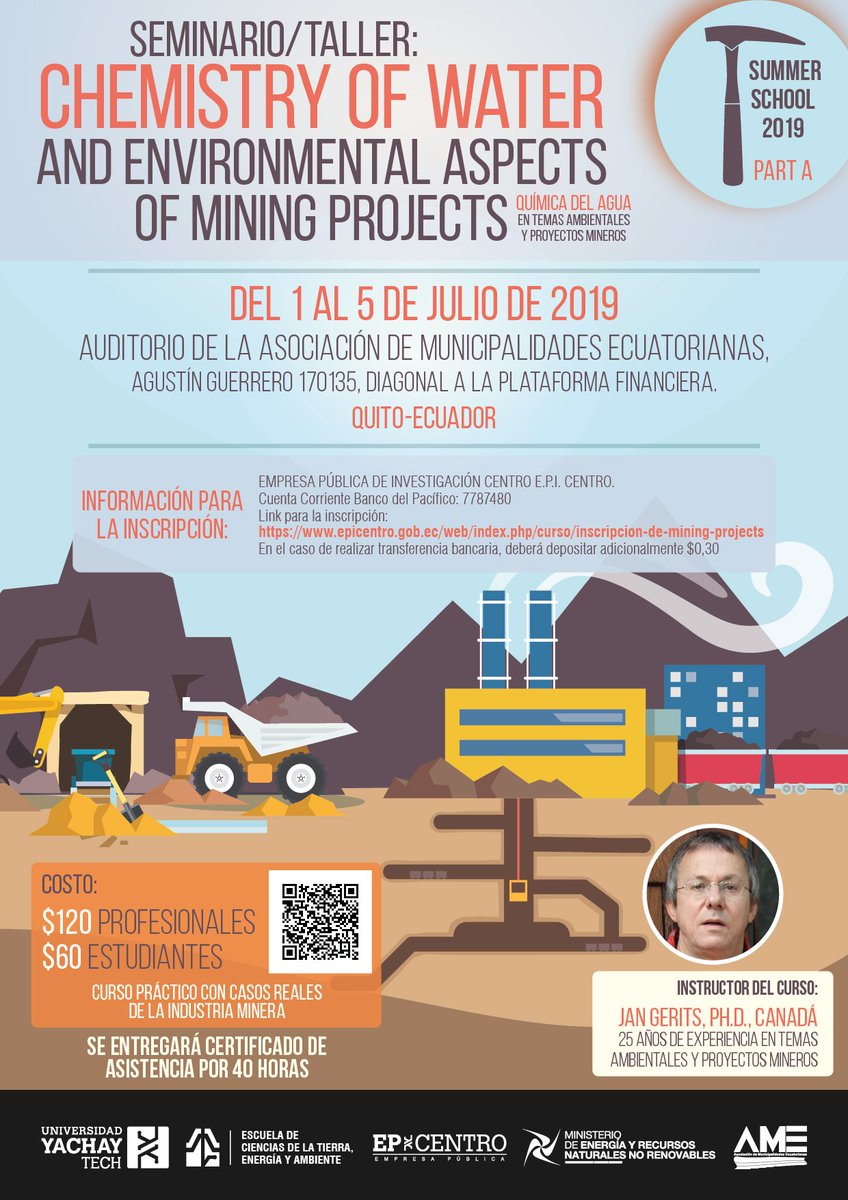 SEMINARIO/TALLER:
CHEMISTRY OF WATER
AND ENVIRONMENTAL ASPECTS
OF MINING PROJECTS
QUÍMICA DEL AGUA
EN TEMAS AMBIENTALES
Y PROYECTOS MINEROS
SUMMER
SCHOOL
2019
PART A
DEL 1 AL 5 DE JULIO DE 2019
AUDITORIO DE LA ASOCIACIÓN DE MUNICIPALIDADES ECUATORIANAS,
AGUSTÍN GUERRERO 170135, DIAGONAL A LA PLATAFORMA FINANCIERA.
QUITO-ECUADOR
INFORMACIÓN PARA
LA INSCRIPCIÓN:
EMPRESA PÚBLICA DE INVESTIGACIÓN CENTRO E.P.I. CENTRO.
Cuenta Corriente Banco del Pacífico: 7787480
Link para la inscripción:
https://www.epicentro.gob.ec/web/index.php/curso/inscripcion-de-mining-projects
En el caso de realizar transferencia bancaria, deberá depositar adicionalmente $0,30
COSTO:
$120 PROFESIONALES
$60 ESTUDIANTES
CURSO PRÁCTICO CON CASOS REALES
DE LA INDUSTRIA MINERA
SE ENTREGARÁ CERTIFICADO DE
ASISTENCIA POR 40 HORAS
INSTRUCTOR DEL CURSO:
JAN GERITS, PH.D., CANADÁ
25 AÑOS DE EXPERIENCIA EN TEMAS
AMBIENTALES Y PROYECTOS MINEROS
UNIVERSIDAD
YACHAY
TECH
ESCUELA DE
CIENCIAS DE LA TIERRA,
ENERGÍA Y AMBIENTE
EP CENTRO
EMPRESA PÚBLICA
MINISTERIO
DE ENERGÍA Y RECURSOS
NATURALES NO RENOVABLES
AME
Asociación de Municipalidades Ecuatorianas